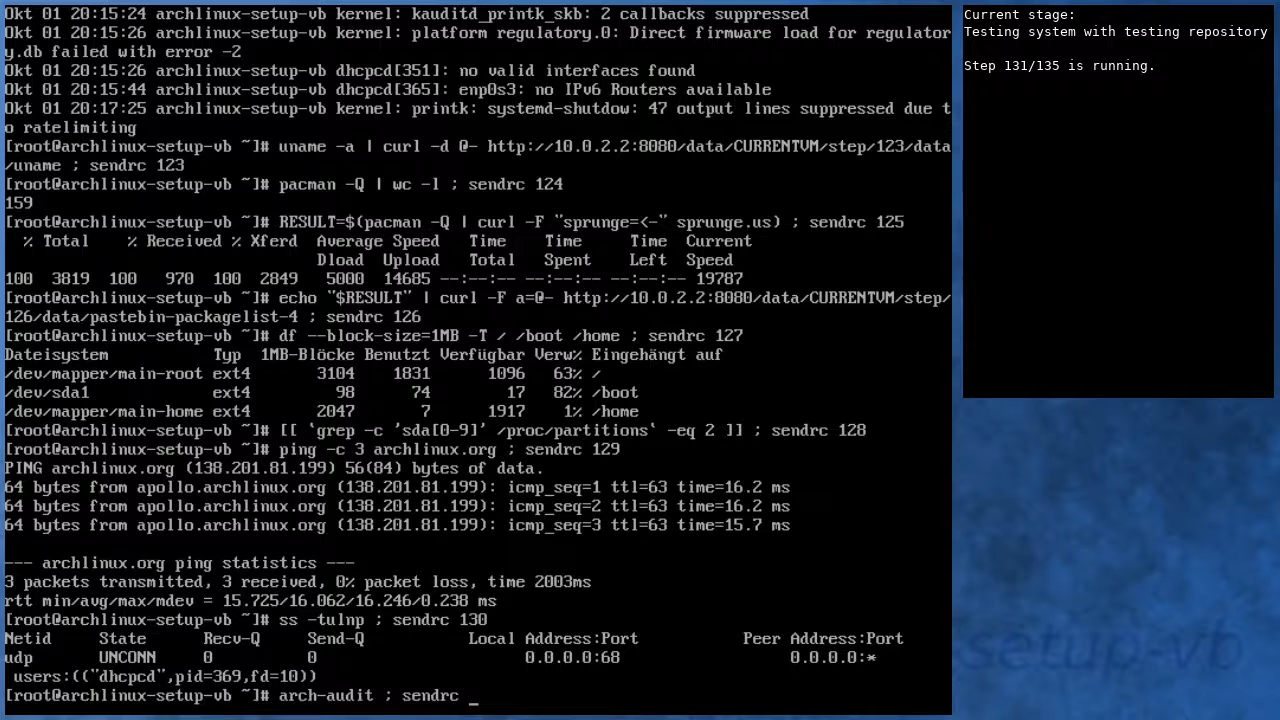 Okt 01 20:15:24 archlinux-setup-vb kernel: kauditd_printk_skb: 2 callbacks suppressed
Okt 01 20:15:26 archlinux-setup-vb kernel: platform regulatory.0: Direct firmware load for regulator
y.db failed with error -2
Okt 01 20:15:26 archlinux-setup-vb dhcpcd[351]: no valid interfaces found
Okt 01 20:15:44 archlinux-setup-vb dhcpcd[365]: enp0s3: no IPv6 Routers available
Okt 01 20:17:25 archlinux-setup-vb kernel: printk: systemd-shutdow: 47 output lines suppressed due t
o ratelimiting
[root@archlinux-setup-vb ~]# uname -a | curl -d @- http://10.0.2.2:8080/data/CURRENTVM/step/123/data
/uname ; sendrc 123
[root@archlinux-setup-vb ~]# pacman -Q | wc -l ; sendrc 124
159
[root@archlinux-setup-vb ~]# RESULT=$(pacman -Q | curl -F "sprunge=<-" sprunge.us) ; sendrc 125
  % Total    % Received % Xferd  Average Speed   Time    Time     Time  Current
                                 Dload  Upload   Total   Spent    Left  Speed
100  3819  100   970  100  2849   5000  14685 --:--:-- --:--:-- --:--:-- 19787
[root@archlinux-setup-vb ~]# echo "$RESULT" | curl -F a=@- http://10.0.2.2:8080/data/CURRENTVM/step/
126/data/pastebin-packagelist-4 ; sendrc 126
[root@archlinux-setup-vb ~]# df --block-size=1MB -T / /boot /home ; sendrc 127
Dateisystem           Typ  1MB-Blöcke Benutzt Verfügbar Verw% Eingehängt auf
/dev/mapper/main-root ext4       3104    1831      1096   63% /
/dev/sda1             ext4         98      74        17   82% /boot
/dev/mapper/main-home ext4       2047       7      1917    1% /home
[root@archlinux-setup-vb ~]# [[ `grep -c 'sda[0-9]' /proc/partitions` -eq 2 ]] ; sendrc 128
[root@archlinux-setup-vb ~]# ping -c 3 archlinux.org ; sendrc 129
PING archlinux.org (138.201.81.199) 56(84) bytes of data.
64 bytes from apollo.archlinux.org (138.201.81.199): icmp_seq=1 ttl=63 time=16.2 ms
64 bytes from apollo.archlinux.org (138.201.81.199): icmp_seq=2 ttl=63 time=16.2 ms
64 bytes from apollo.archlinux.org (138.201.81.199): icmp_seq=3 ttl=63 time=15.7 ms
--- archlinux.org ping statistics ---
3 packets transmitted, 3 received, 0% packet loss, time 2003ms
rtt min/avg/max/mdev = 15.725/16.062/16.246/0.238 ms
[root@archlinux-setup-vb ~]# ss -tulnp ; sendrc 130
Netid     State      Recv-Q     Send-Q           Local Address:Port           Peer Address:Port
udp       UNCONN     0          0                      0.0.0.0:68                  0.0.0.0:*
 users:(("dhcpcd",pid=369,fd=10))
[root@archlinux-setup-vb ~]# arch-audit ; sendrc _
Current stage:
Testing system with testing repository
Step 131/135 is running.
setup-vb